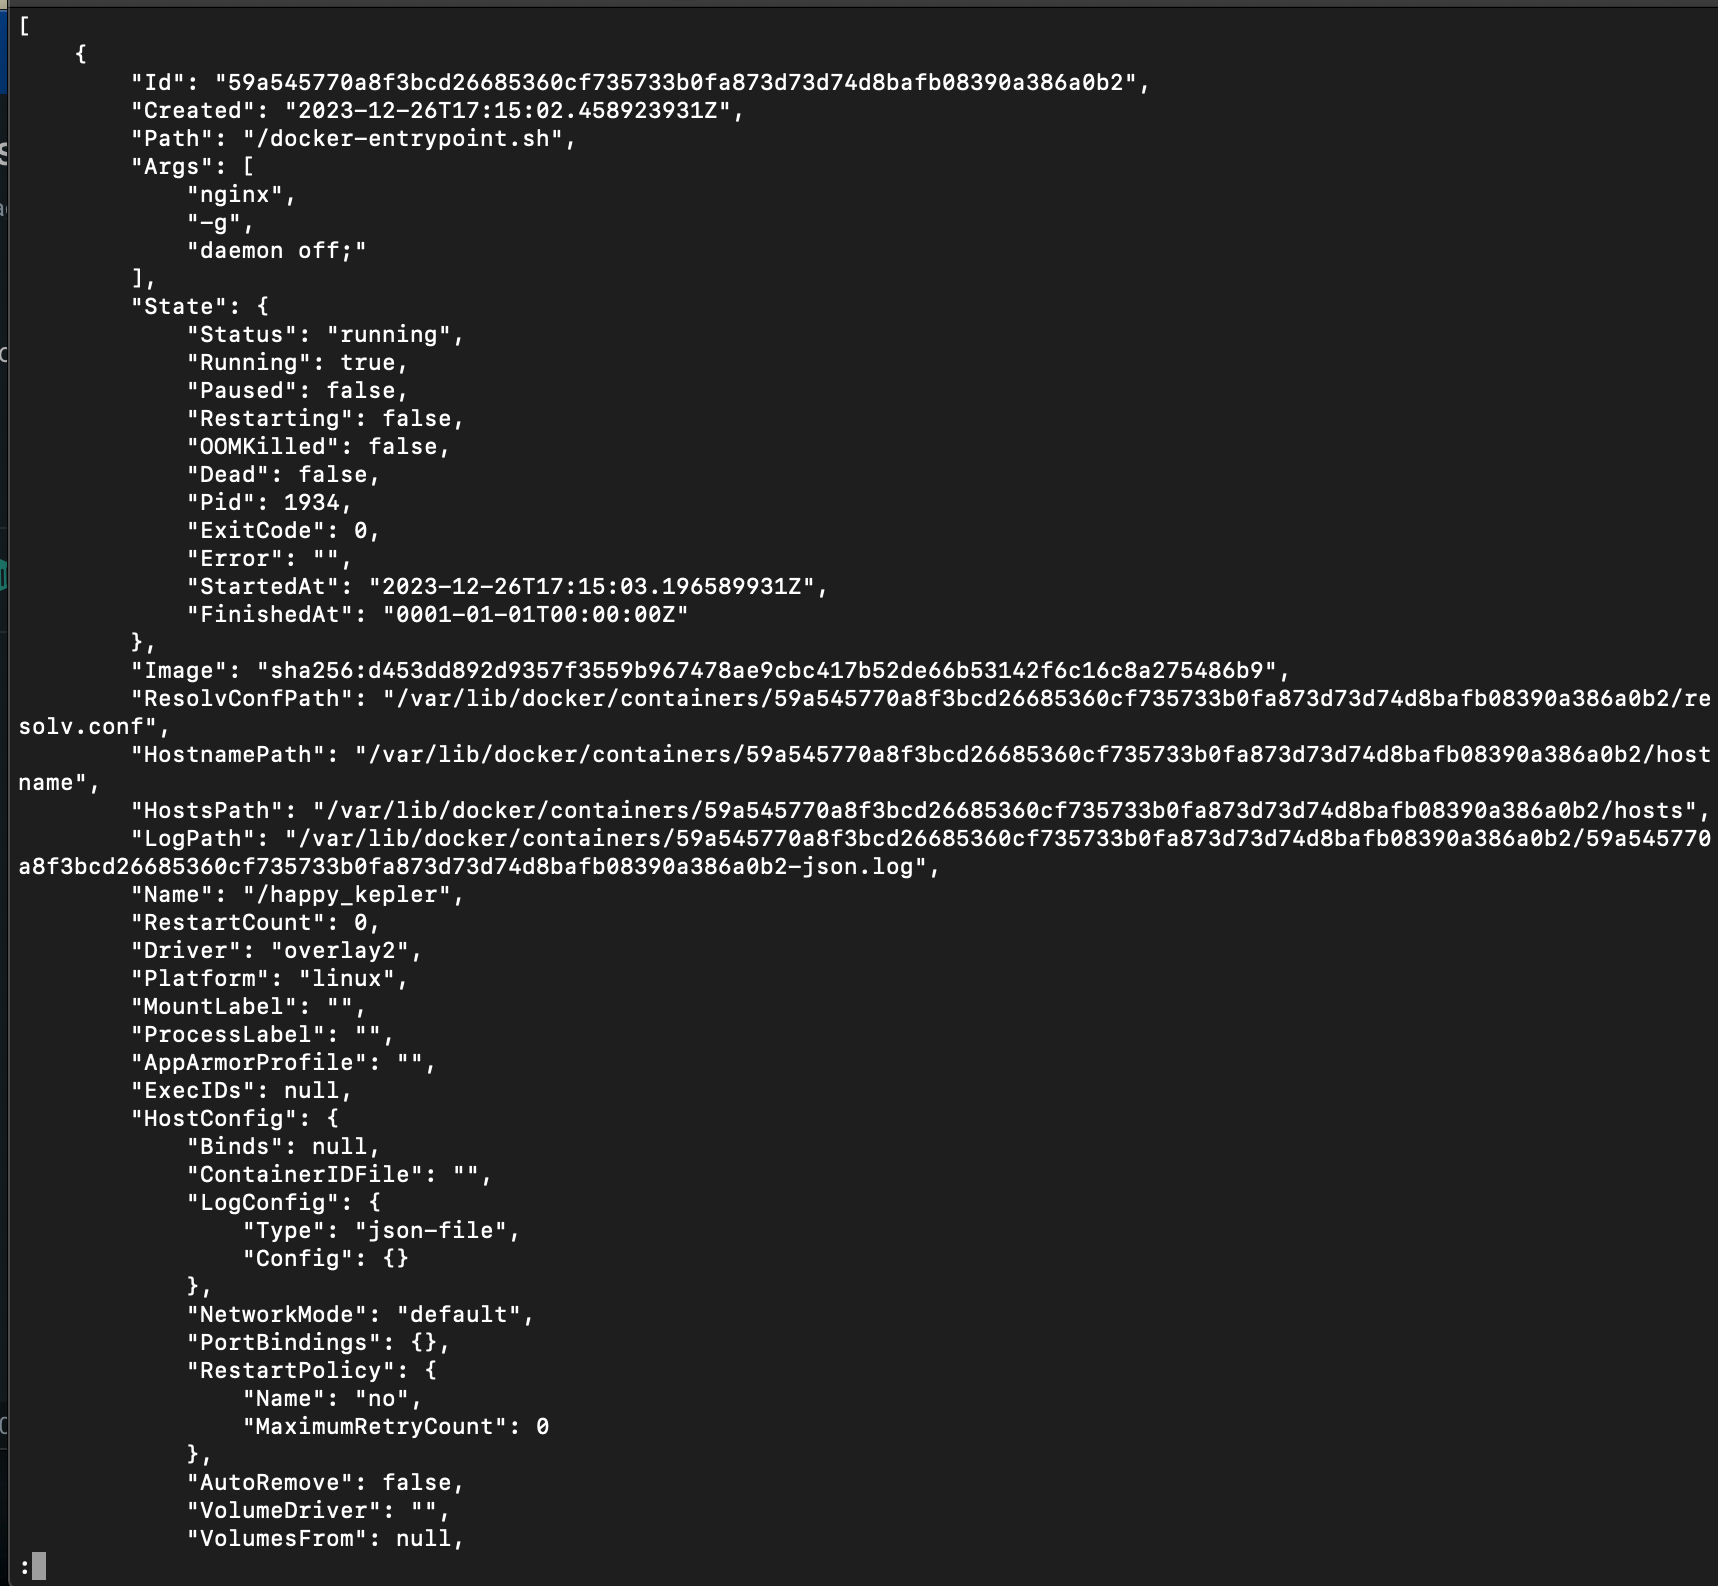 [
    {
        "Id": "59a545770a8f3bcd26685360cf735733b0fa873d73d74d8bafb08390a386a0b2",
        "Created": "2023-12-26T17:15:02.458923931Z",
        "Path": "/docker-entrypoint.sh",
        "Args": [
            "nginx",
            "-g",
            "daemon off;"
        ],
        "State": {
            "Status": "running",
            "Running": true,
            "Paused": false,
            "Restarting": false,
            "OOMKilled": false,
            "Dead": false,
            "Pid": 1934,
            "ExitCode": 0,
            "Error": "",
            "StartedAt": "2023-12-26T17:15:03.196589931Z",
            "FinishedAt": "0001-01-01T00:00:00Z"
        },
        "Image": "sha256:d453dd892d9357f3559b967478ae9cbc417b52de66b53142f6c16c8a275486b9",
        "ResolvConfPath": "/var/lib/docker/containers/59a545770a8f3bcd26685360cf735733b0fa873d73d74d8bafb08390a386a0b2/re
solv.conf",
        "HostnamePath": "/var/lib/docker/containers/59a545770a8f3bcd26685360cf735733b0fa873d73d74d8bafb08390a386a0b2/host
name",
        "HostsPath": "/var/lib/docker/containers/59a545770a8f3bcd26685360cf735733b0fa873d73d74d8bafb08390a386a0b2/hosts",
        "LogPath": "/var/lib/docker/containers/59a545770a8f3bcd26685360cf735733b0fa873d73d74d8bafb08390a386a0b2/59a545770
a8f3bcd26685360cf735733b0fa873d73d74d8bafb08390a386a0b2-json.log",
        "Name": "/happy_kepler",
        "RestartCount": 0,
        "Driver": "overlay2",
        "Platform": "linux",
        "MountLabel": "",
        "ProcessLabel": "",
        "AppArmorProfile": "",
        "ExecIDs": null,
        "HostConfig": {
            "Binds": null,
            "ContainerIDFile": "",
            "LogConfig": {
                "Type": "json-file",
                "Config": {}
            },
            "NetworkMode": "default",
            "PortBindings": {},
            "RestartPolicy": {
                "Name": "no",
                "MaximumRetryCount": 0
            },
            "AutoRemove": false,
            "VolumeDriver": "",
            "VolumesFrom": null,
: